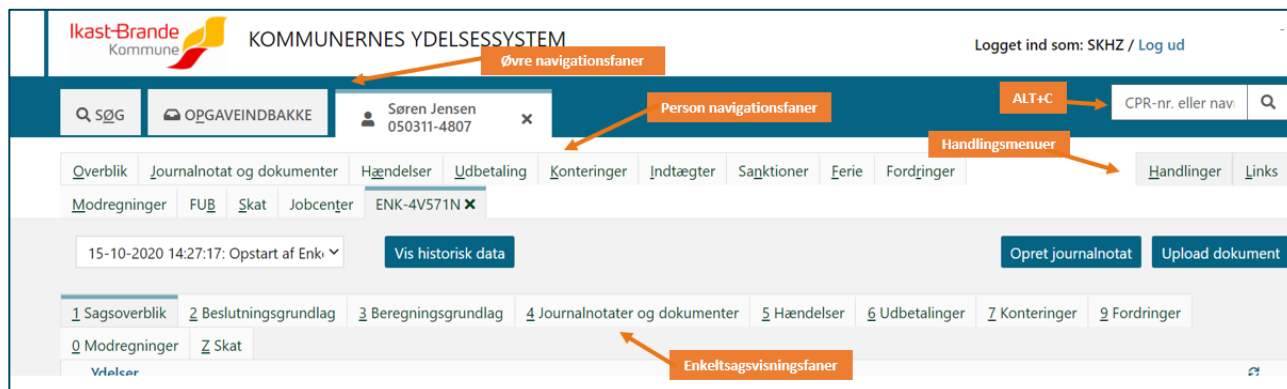 Ikast-Brande
Kommune
KOMMUNERNES YDELSESSYSTEM
Logget ind som: SKHZ / Log ud
Øvre navigationsfaner
SØG
OPGAVEINDBAKKE
Søren Jensen
050311-4807
Person navigationsfaner
ALT+C
CPR-nr. eller navı
Handlingsmenuer
Overblik Journalnotat og dokumenter Hændelser Udbetaling Konteringer Indtægter Sanktioner Ferie Fordringer Handlinger Links
Modregninger FUB Skat Jobcenter ENK-4V571N
15-10-2020 14:27:17: Opstart af Enk
Vis historisk data
Opret journalnotat
Upload dokument
1 Sagsoverblik 2 Beslutningsgrundlag 3 Beregningsgrundlag 4 Journalnotater og dokumenter 5 Hændelser 6 Udbetalinger 7 Konteringer 9 Fordringer
0 Modregninger Z Skat
Enkeltsagsvisningsfaner
Ydelser